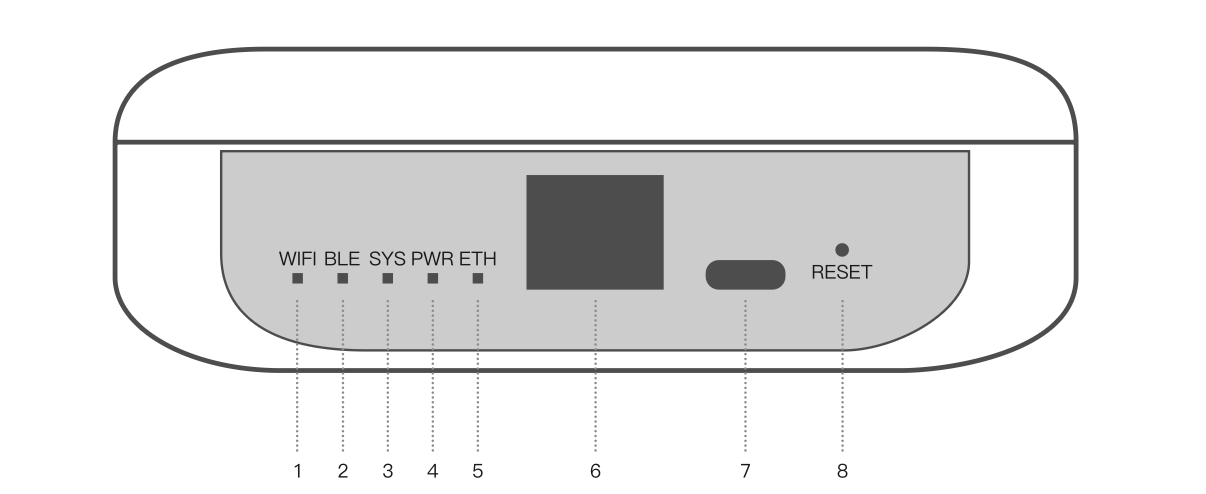 WIFI BLE SYS PWR ETH
RESET
1 2 3 4 5 6 7 8